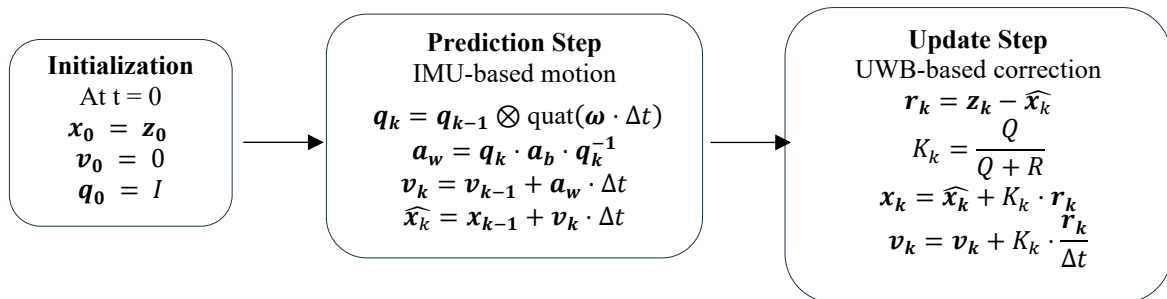 Initialization
At t = 0
𝒙₀ = 𝒛₀
𝒗₀ = 0
𝒒₀ = I
Prediction Step
IMU-based motion
𝒒ₖ = 𝒒ₖ₋₁ ⊗ quat(𝝎 · Δt)
𝒂_w = 𝒒ₖ · 𝒂_b · 𝒒ₖ⁻¹
𝒗ₖ = 𝒗ₖ₋₁ + 𝒂_w · Δt
𝒙̂ₖ = 𝒙ₖ₋₁ + 𝒗ₖ · Δt
Update Step
UWB-based correction
𝒓ₖ = 𝒛ₖ − 𝒙̂ₖ
Kₖ = Q / (Q + R)
𝒙ₖ = 𝒙̂ₖ + Kₖ · 𝒓ₖ
𝒗ₖ = 𝒗ₖ + Kₖ · 𝒓ₖ / Δt